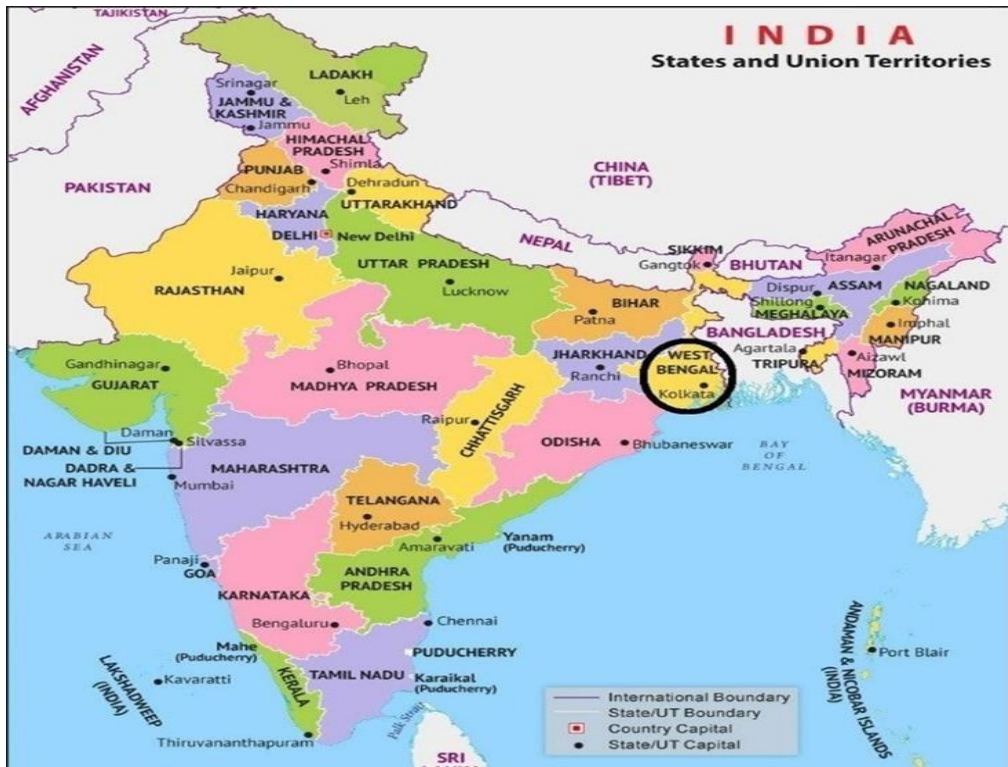 TAJIKISTAN
INDIA
States and Union Territories
AFGHANISTAN
LADAKH
Srinagar
Leh
JAMMU &
KASHMIR
Jammu
HIMACHAL
PRADESH
Shimla
PUNJAB
Chandigarh
Dehradun
UTTARAKHAND
PAKISTAN
CHINA
(TIBET)
HARYANA
DELHI
New Delhi
NEPAL
SIKKIM
Gangtok
BHUTAN
ARUNACHAL
PRADESH
Itanagar
Jaipur
RAJASTHAN
UTTAR PRADESH
Lucknow
BIHAR
Patna
Dispur
ASSAM
NAGALAND
Shillong
MEGHALAYA
Kohima
BANGLADESH
Imphal
MANIPUR
Agartala
TRIPURA
Aizawl
MIZORAM
MYANMAR
(BURMA)
Gandhinagar
GUJARAT
Bhopal
MADHYA PRADESH
JHARKHAND
Ranchi
WEST
BENGAL
Kolkata
Raipur
CHHATTISGARH
ODISHA
Bhubaneswar
BAY
OF
BENGAL
Daman
Silvassa
DAMAN & DIU
DADRA &
NAGAR HAVELI
MAHARASHTRA
Mumbai
TELANGANA
Hyderabad
ARABIAN
SEA
Amaravati
Yanam
(Puducherry)
Panaji
GOA
ANDHRA
PRADESH
KARNATAKA
Bengaluru
Chennai
Mahe
(Puducherry)
PUDUCHERRY
LAKSHADWEEP
(INDIA)
Kavaratti
KERALA
TAMIL NADU
Karaikal
(Puducherry)
Thiruvananthapuram
Palk Strait
SRI
ANDAMAN & NICOBAR ISLANDS
(INDIA)
Port Blair
International Boundary
State/UT Boundary
Country Capital
State/UT Capital